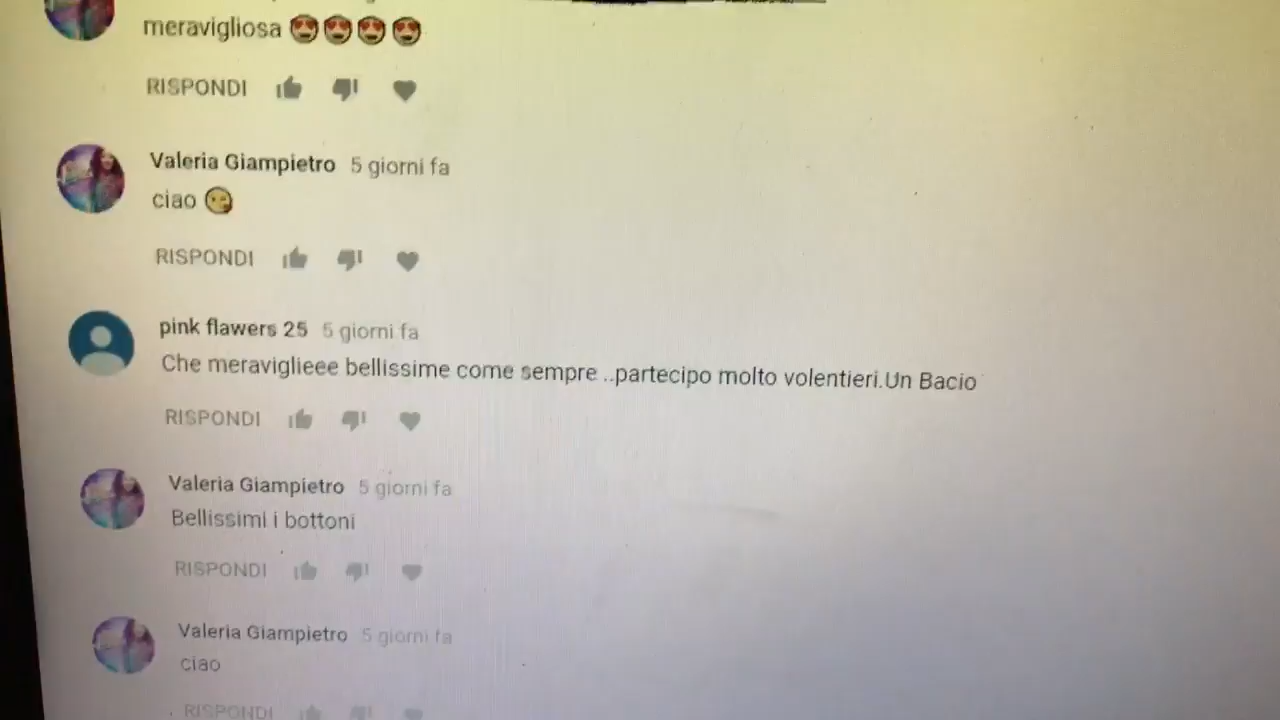 meravigliosa 😍😍😍😍
RISPONDI
Valeria Giampietro 5 giorni fa
ciao 😘
RISPONDI
pink flawers 25 5 giorni fa
Che meraviglieee bellissime come sempre ..partecipo molto volentieri.Un Bacio
RISPONDI
Valeria Giampietro 5 giorni fa
Bellissimi i bottoni
RISPONDI
Valeria Giampietro 5 giorni fa
ciao
RISPONDI